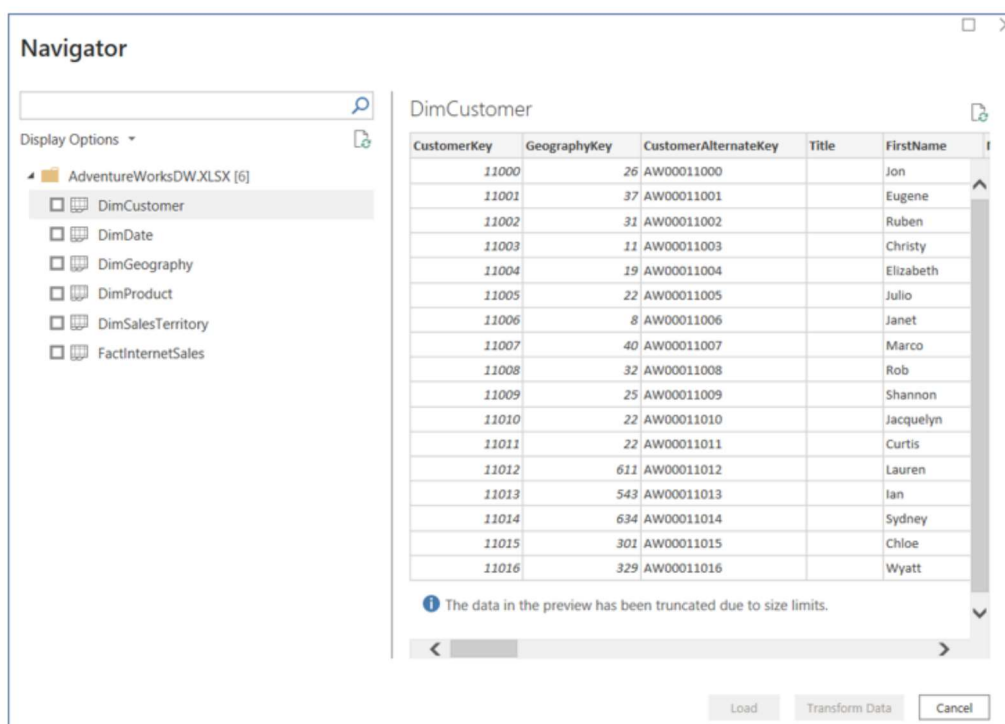 Navigator
Display Options
AdventureWorksDW.XLSX [6]
DimCustomer
DimDate
DimGeography
DimProduct
DimSalesTerritory
FactInternetSales
DimCustomer
CustomerKey GeographyKey CustomerAlternateKey Title FirstName
11000 26 AW00011000 Jon
11001 37 AW00011001 Eugene
11002 31 AW00011002 Ruben
11003 11 AW00011003 Christy
11004 19 AW00011004 Elizabeth
11005 22 AW00011005 Julio
11006 8 AW00011006 Janet
11007 40 AW00011007 Marco
11008 32 AW00011008 Rob
11009 25 AW00011009 Shannon
11010 22 AW00011010 Jacquelyn
11011 22 AW00011011 Curtis
11012 611 AW00011012 Lauren
11013 543 AW00011013 Ian
11014 634 AW00011014 Sydney
11015 301 AW00011015 Chloe
11016 329 AW00011016 Wyatt
The data in the preview has been truncated due to size limits.
Load Transform Data Cancel